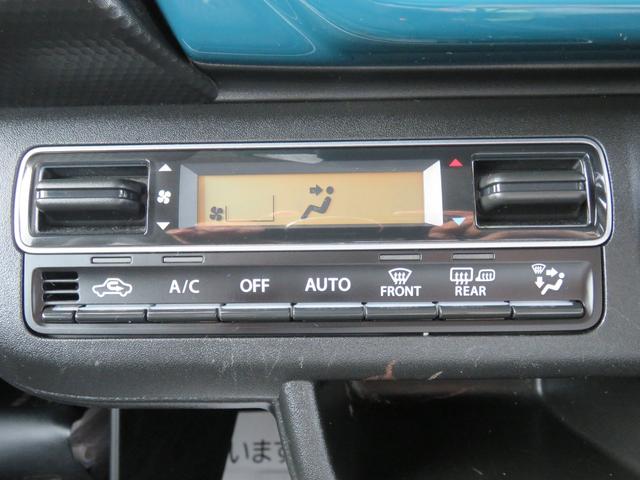 A/C OFF AUTO FRONT REAR
います